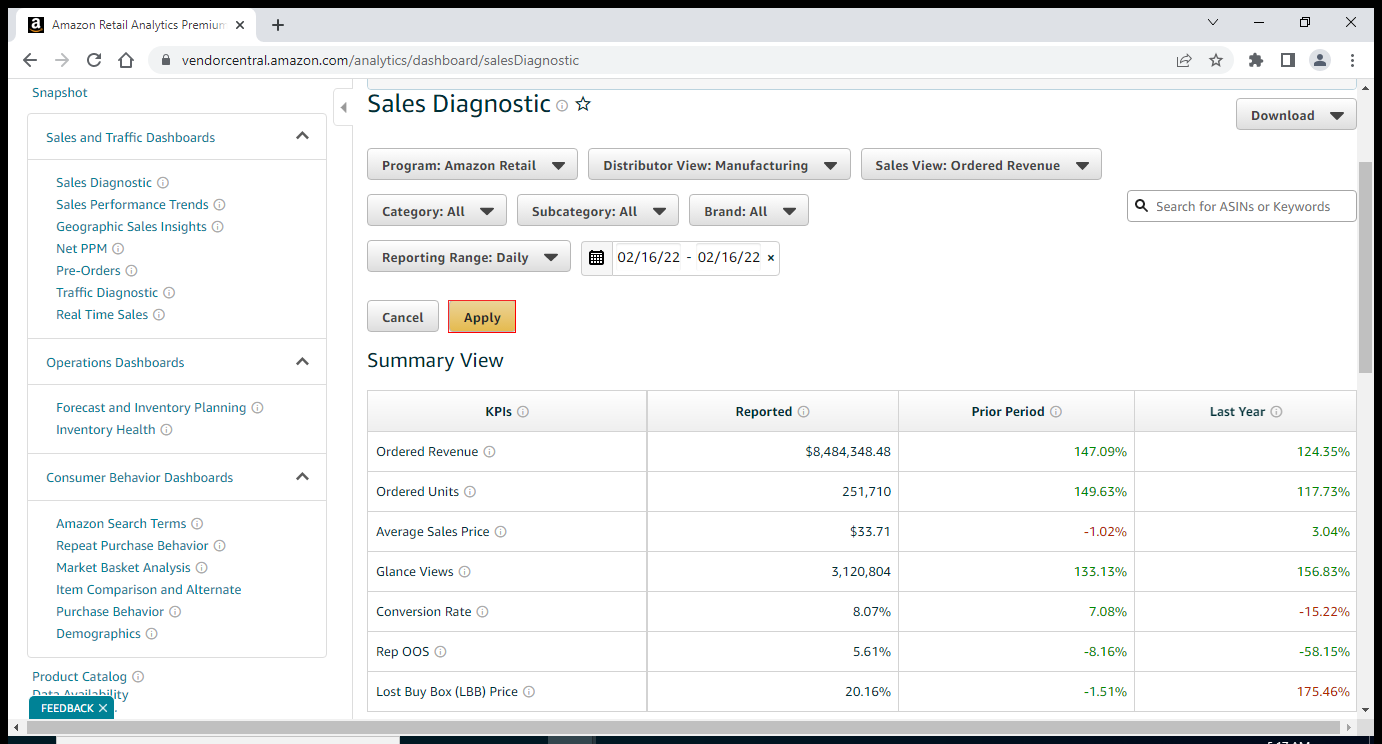 Amazon Retail Analytics Premium
vendorcentral.amazon.com/analytics/dashboard/salesDiagnostic
Snapshot
Sales and Traffic Dashboards
Sales Diagnostic
Sales Performance Trends
Geographic Sales Insights
Net PPM
Pre-Orders
Traffic Diagnostic
Real Time Sales
Operations Dashboards
Forecast and Inventory Planning
Inventory Health
Consumer Behavior Dashboards
Amazon Search Terms
Repeat Purchase Behavior
Market Basket Analysis
Item Comparison and Alternate
Purchase Behavior
Demographics
Product Catalog
Data Availability
FEEDBACK
Sales Diagnostic
Download
Program: Amazon Retail Distributor View: Manufacturing Sales View: Ordered Revenue
Category: All Subcategory: All Brand: All Search for ASINs or Keywords
Reporting Range: Daily 02/16/22 - 02/16/22 ×
Cancel Apply
Summary View
KPIs Reported Prior Period Last Year
Ordered Revenue $8,484,348.48 147.09% 124.35%
Ordered Units 251,710 149.63% 117.73%
Average Sales Price $33.71 -1.02% 3.04%
Glance Views 3,120,804 133.13% 156.83%
Conversion Rate 8.07% 7.08% -15.22%
Rep OOS 5.61% -8.16% -58.15%
Lost Buy Box (LBB) Price 20.16% -1.51% 175.46%